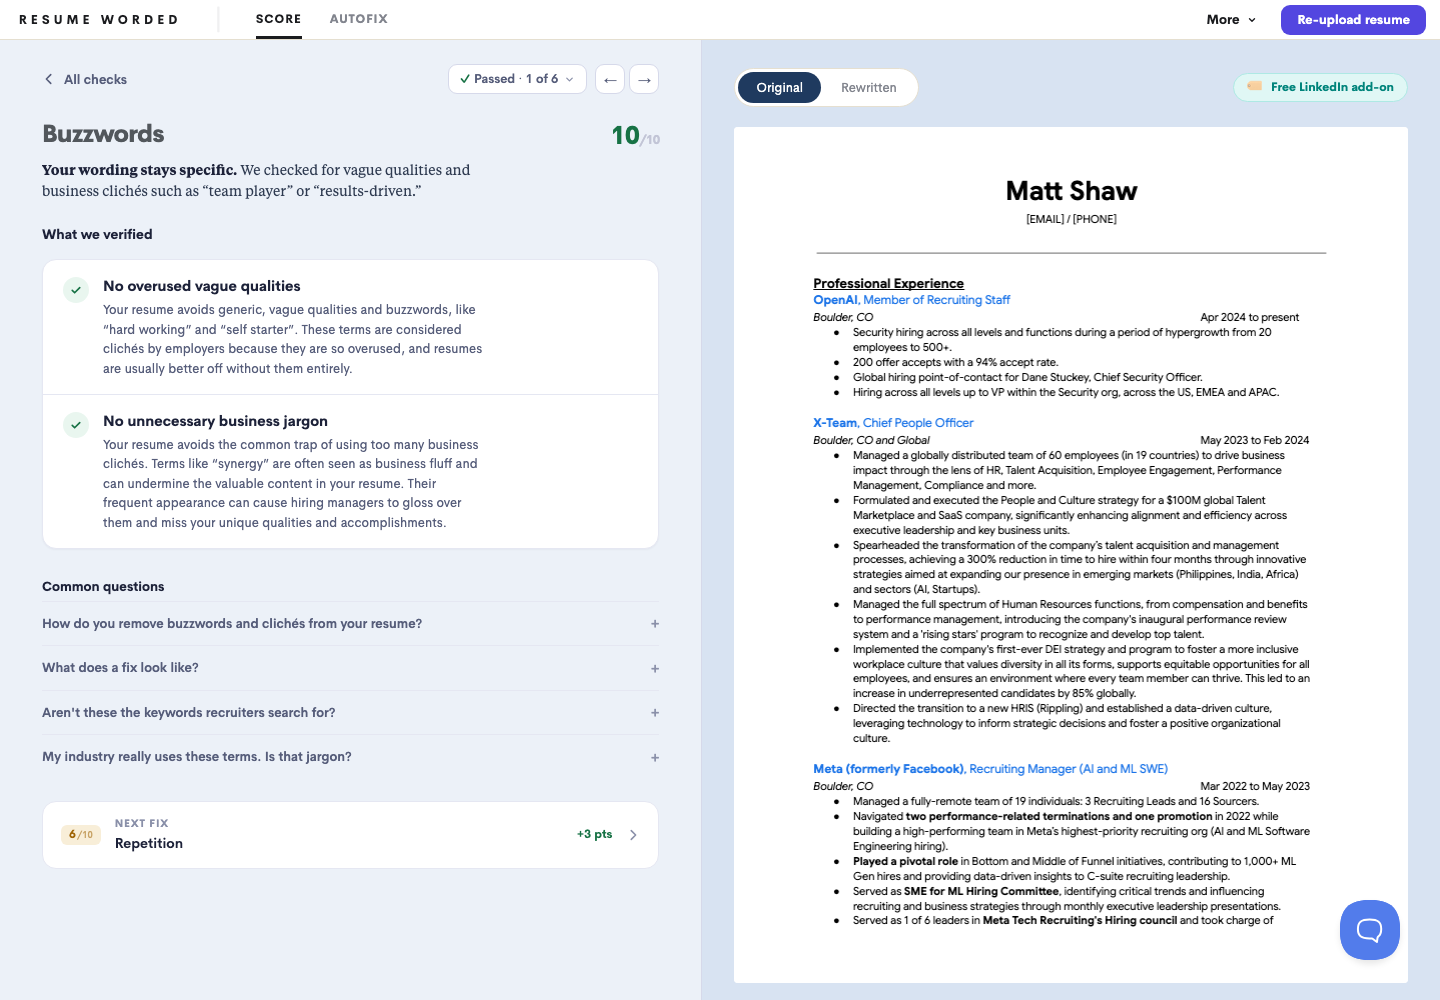 RESUME WORDED
SCORE
AUTOFIX
More
Re-upload resume
All checks
Passed · 1 of 6
←
→
Buzzwords
10/10
Your wording stays specific. We checked for vague qualities and
business clichés such as “team player” or “results-driven.”
What we verified
No overused vague qualities
Your resume avoids generic, vague qualities and buzzwords, like
“hard working” and “self starter”. These terms are considered
clichés by employers because they are so overused, and resumes
are usually better off without them entirely.
No unnecessary business jargon
Your resume avoids the common trap of using too many business
clichés. Terms like “synergy” are often seen as business fluff and
can undermine the valuable content in your resume. Their
frequent appearance can cause hiring managers to gloss over
them and miss your unique qualities and accomplishments.
Common questions
How do you remove buzzwords and clichés from your resume? +
What does a fix look like? +
Aren't these the keywords recruiters search for? +
My industry really uses these terms. Is that jargon? +
6/10
NEXT FIX
Repetition
+3 pts
Original
Rewritten
Free LinkedIn add-on
Matt Shaw
[EMAIL] / [PHONE]
Professional Experience
OpenAI, Member of Recruiting Staff
Boulder, CO Apr 2024 to present
● Security hiring across all levels and functions during a period of hypergrowth from 20
employees to 500+.
● 200 offer accepts with a 94% accept rate.
● Global hiring point-of-contact for Dane Stuckey, Chief Security Officer.
● Hiring across all levels up to VP within the Security org, across the US, EMEA and APAC.
X-Team, Chief People Officer
Boulder, CO and Global May 2023 to Feb 2024
● Managed a globally distributed team of 60 employees (in 19 countries) to drive business
impact through the lens of HR, Talent Acquisition, Employee Engagement, Performance
Management, Compliance and more.
● Formulated and executed the People and Culture strategy for a $100M global Talent
Marketplace and SaaS company, significantly enhancing alignment and efficiency across
executive leadership and key business units.
● Spearheaded the transformation of the company's talent acquisition and management
processes, achieving a 300% reduction in time to hire within four months through innovative
strategies aimed at expanding our presence in emerging markets (Philippines, India, Africa)
and sectors (AI, Startups).
● Managed the full spectrum of Human Resources functions, from compensation and benefits
to performance management, introducing the company's inaugural performance review
system and a 'rising stars' program to recognize and develop top talent.
● Implemented the company's first-ever DEI strategy and program to foster a more inclusive
workplace culture that values diversity in all its forms, supports equitable opportunities for all
employees, and ensures an environment where every team member can thrive. This led to an
increase in underrepresented candidates by 85% globally.
● Directed the transition to a new HRIS (Rippling) and established a data-driven culture,
leveraging technology to inform strategic decisions and foster a positive organizational
culture.
Meta (formerly Facebook), Recruiting Manager (AI and ML SWE)
Boulder, CO Mar 2022 to May 2023
● Managed a fully-remote team of 19 individuals: 3 Recruiting Leads and 16 Sourcers.
● Navigated two performance-related terminations and one promotion in 2022 while
building a high-performing team in Meta's highest-priority recruiting org (AI and ML Software
Engineering hiring).
● Played a pivotal role in Bottom and Middle of Funnel initiatives, contributing to 1,000+ ML
Gen hires and providing data-driven insights to C-suite recruiting leadership.
● Served as SME for ML Hiring Committee, identifying critical trends and influencing
recruiting and business strategies through monthly executive leadership presentations.
● Served as 1 of 6 leaders in Meta Tech Recruiting's Hiring council and took charge of